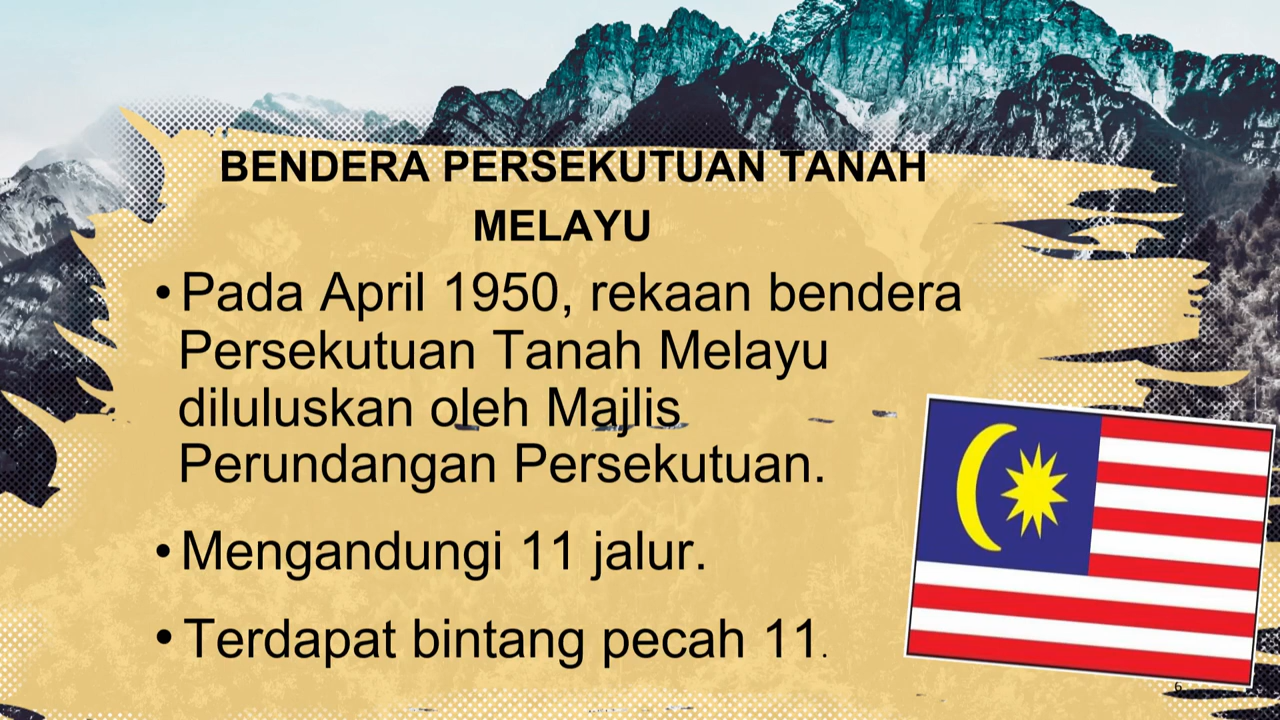 BENDERA PERSEKUTUAN TANAH
MELAYU
• Pada April 1950, rekaan bendera
Persekutuan Tanah Melayu
diluluskan oleh Majlis
Perundangan Persekutuan.
• Mengandungi 11 jalur.
• Terdapat bintang pecah 11.
6